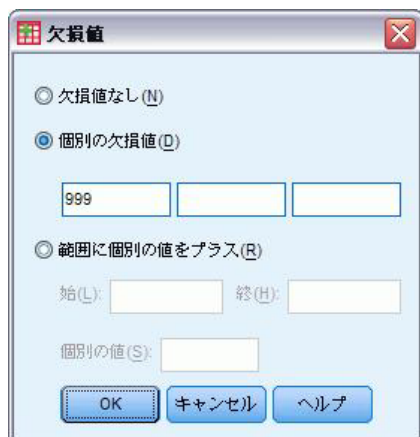 欠損値
欠損値なし(N)
個別の欠損値(D)
999
範囲に個別の値をプラス(R)
始(L): 終(H):
個別の値(S):
OK キャンセル ヘルプ